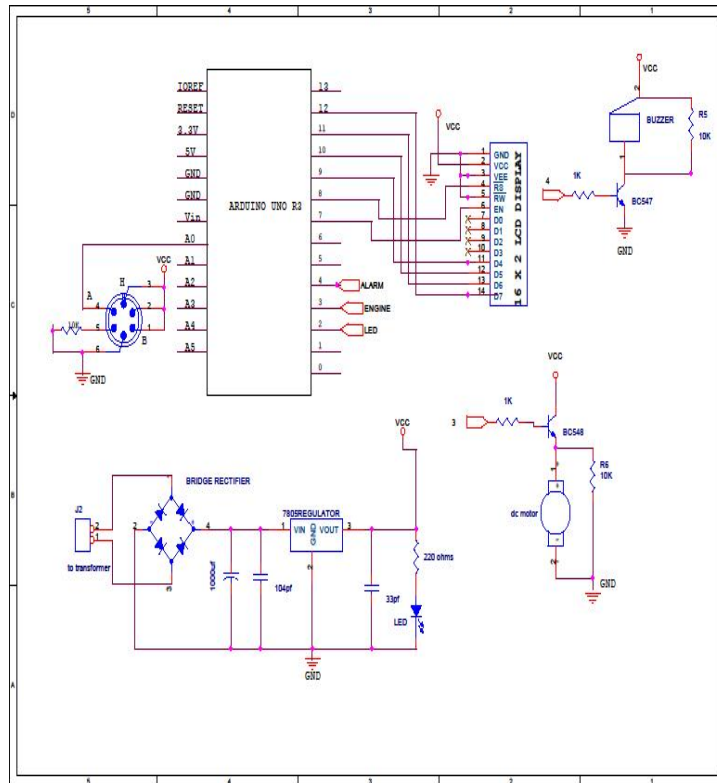 5
4
3
2
1
D
C
B
A
IOREF
RESET
3.3V
5V
GND
GND
Vin
A0
A1
A2
A3
A4
A5
ARDUINO UNO R3
13
12
11
10
9
8
7
6
5
4
3
2
1
0
ALARM
ENGINE
LED
VCC
1
2
3
4
5
6
7
8
9
10
11
12
13
14
GND
VCC
VEE
RS
RW
EN
D0
D1
D2
D3
D4
D5
D6
D7
16 X 2 LCD DISPLAY
VCC
2
BUZZER
R5
10K
1
4
1K
BC547
GND
H
VCC
A
3
4
2
10K
5
1
6
B
GND
VCC
1K
3
BC548
1
R6
10K
dc motor
2
GND
BRIDGE RECTIFIER
J2
2
1
to transformer
1
2
4
3
1000uf
104pf
7805REGULATOR
1
VIN
GND
VOUT
3
2
VCC
220 ohms
33pf
LED
GND
5
4
3
2
1